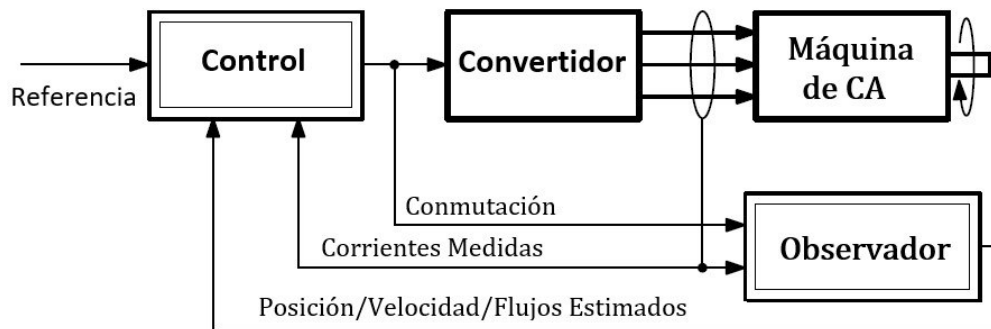 Control
Referencia
Convertidor
Máquina
de CA
Conmutación
Corrientes Medidas
Observador
Posición/Velocidad/Flujos Estimados